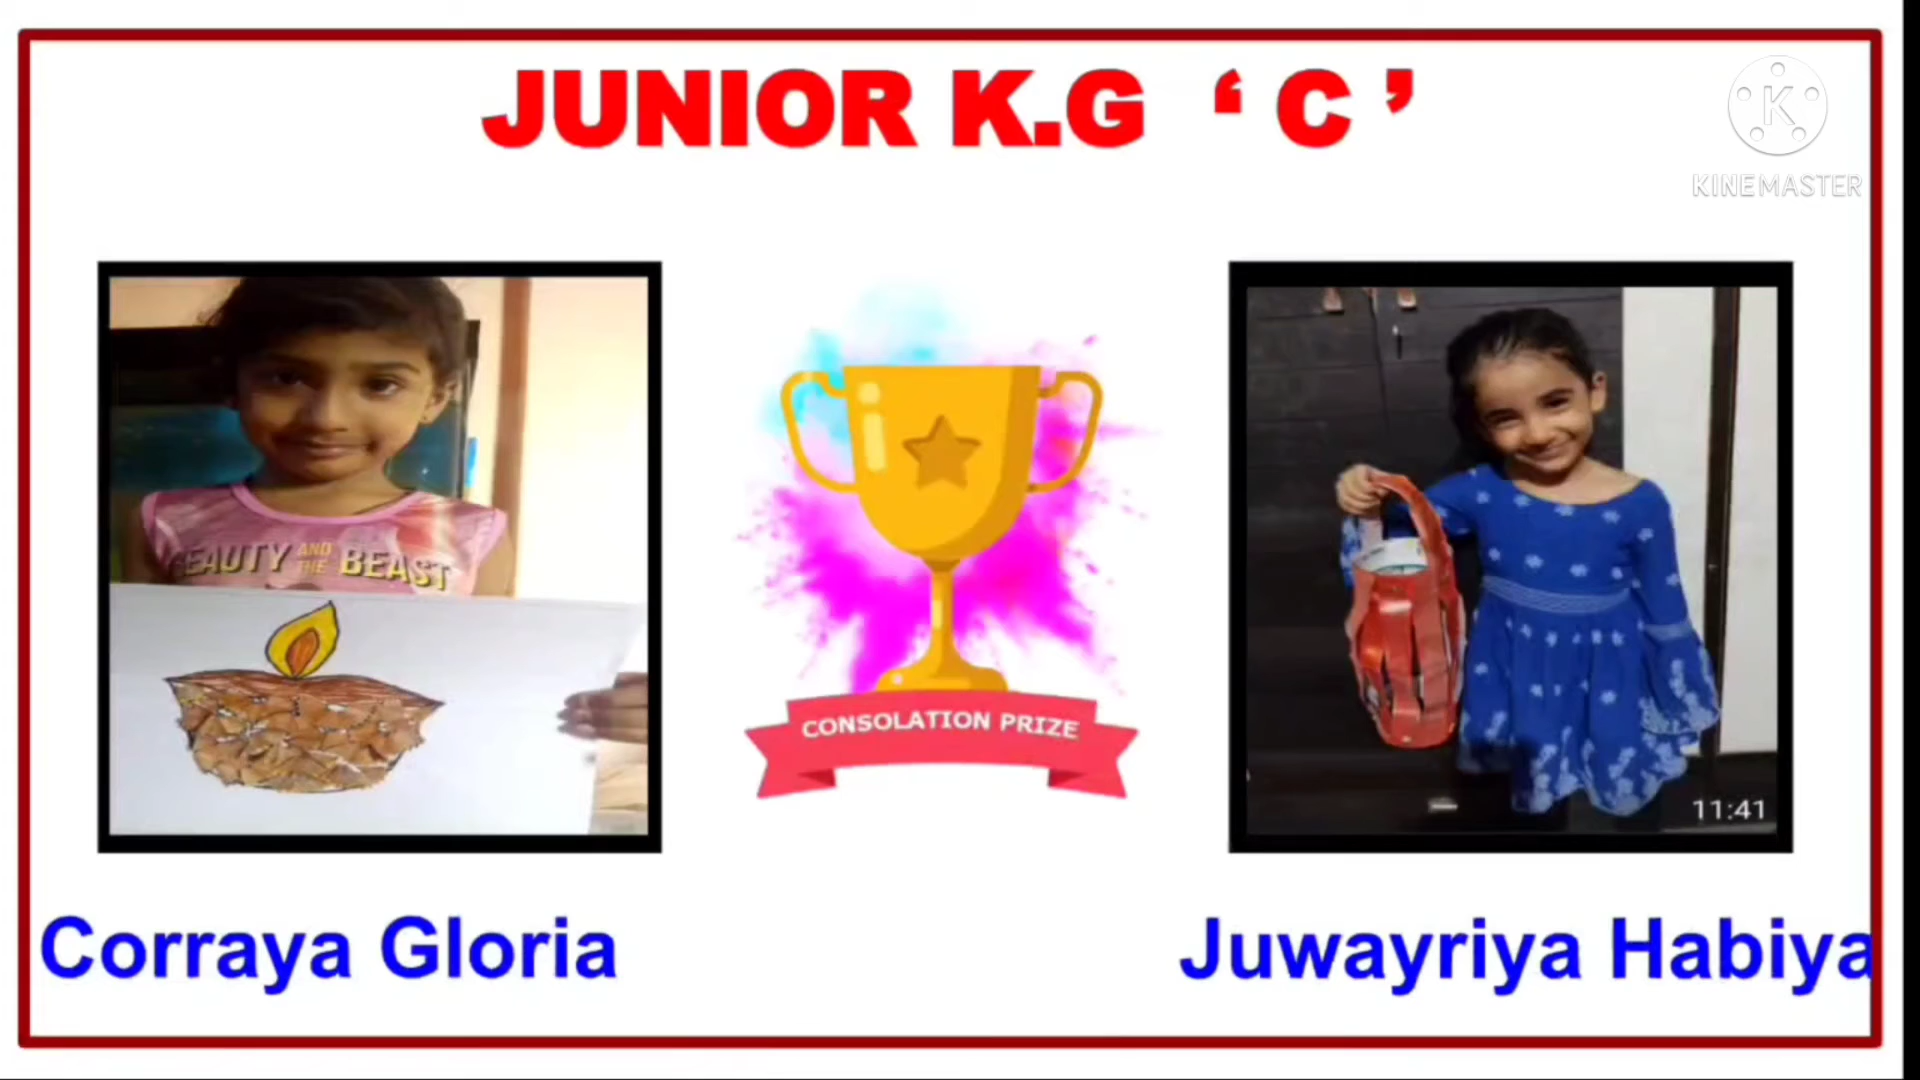 JUNIOR K.G ‘ C ’
K
KINEMASTER
BEAUTY AND THE BEAST
CONSOLATION PRIZE
11:41
Corraya Gloria
Juwayriya Habiya